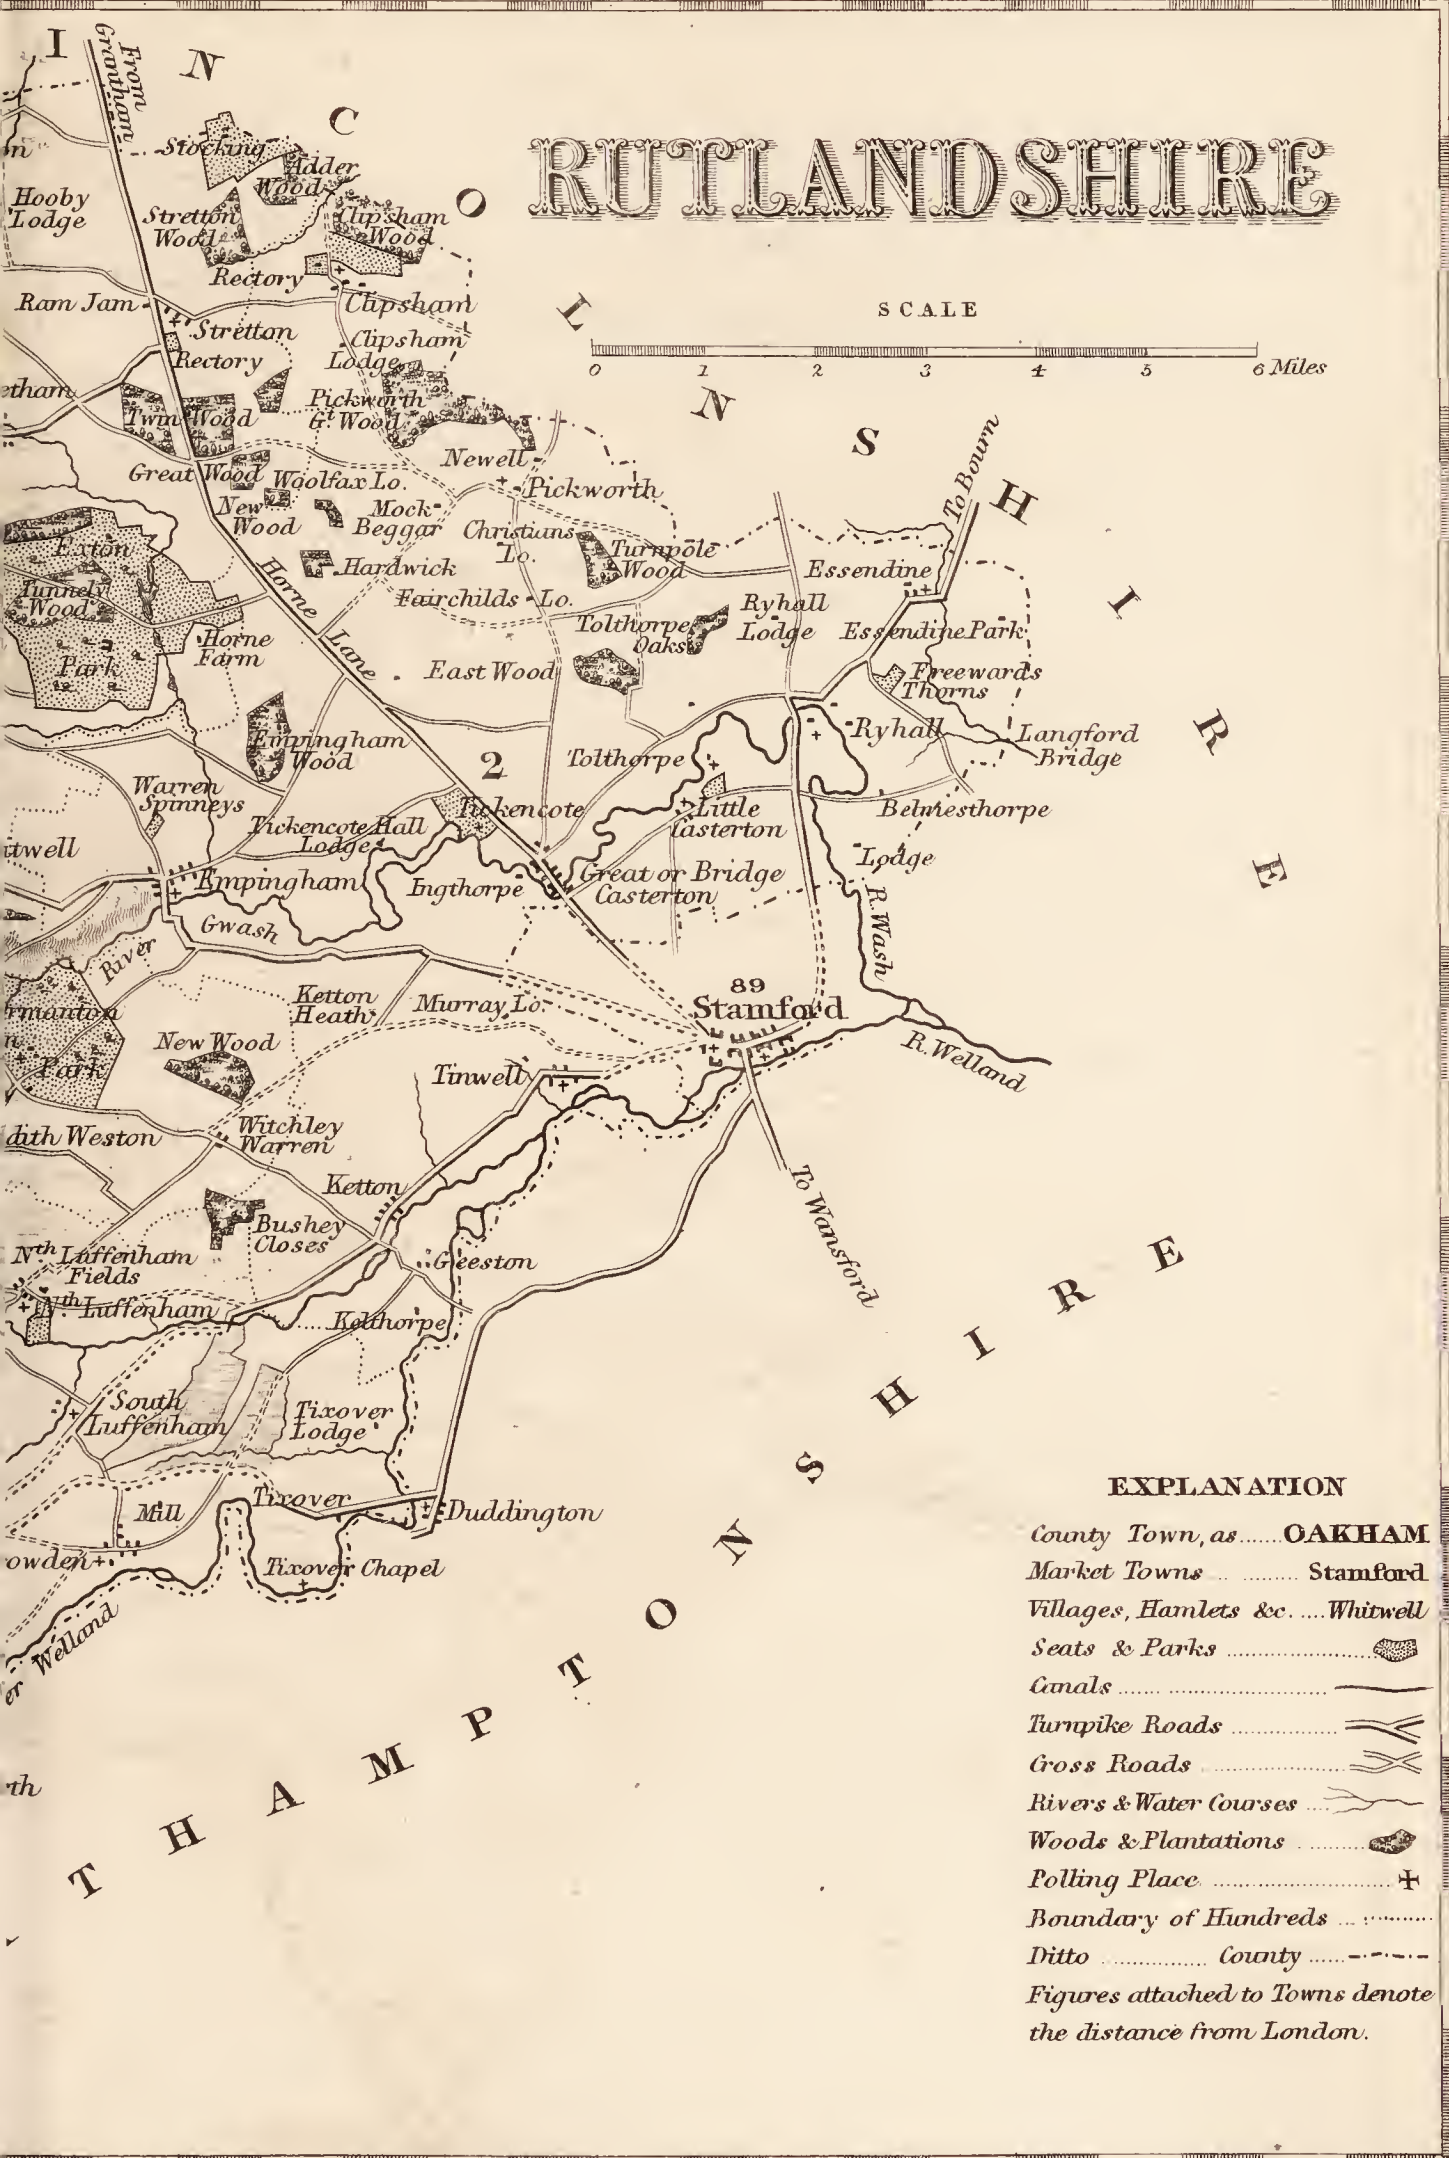 RUTLANDSHIRE
SCALE
0 1 2 3 4 5 6 Miles
I N C O L N S H I R E
From Grantham
Stocking
Adder
Wood
Hooby
Lodge
Stretton
Wood
Clipsham
Wood
Rectory
Ram Jam
Clipsham
Stretton
Clipsham
Lodge
Rectory
etham
Twin Wood
Pickworth
Gt. Wood
Newell
To Bourn
Great Wood
Woolfax Lo.
Pickworth
New
Wood
Mock
Beggar
Christians
Lo.
Exton
Turnpole
Wood
Essendine
Horne Lane
Hardwick
Tunnely
Wood
Fairchilds Lo.
Ryhall
Lodge
Tolthorpe
Oaks
Essendine Park
Horne
Farm
Park
East Wood
Freewards
Thorns
Ryhall
Langford
Bridge
Empingham
Wood
2
Tolthorpe
Warren
Spinneys
Tickencote
Little
Casterton
Belmesthorpe
Tickencote Hall
Lodge
itwell
Lodge
Empingham
Ingthorpe
Great or Bridge
Casterton
R. Wash
River Gwash
89
Stamford
Ketton
Heath
Murray Lo.
rmanton
n
Park
New Wood
R. Welland
Tinwell
dith Weston
Witchley
Warren
Ketton
To Wansford
Bushey
Closes
Nth Luffenham
Fields
Geeston
Nth Luffenham
Kelthorpe
South
Luffenham
Tixover
Lodge
Tixover
Mill
Duddington
owden
Tixover Chapel
er Welland
th
T H A M P T O N S H I R E
EXPLANATION
County Town, as ...... OAKHAM
Market Towns ......... Stamford
Villages, Hamlets &c. .... Whitwell
Seats & Parks
Canals
Turnpike Roads
Cross Roads
Rivers & Water Courses
Woods & Plantations
Polling Place
Boundary of Hundreds
Ditto ............... County
Figures attached to Towns denote
the distance from London.